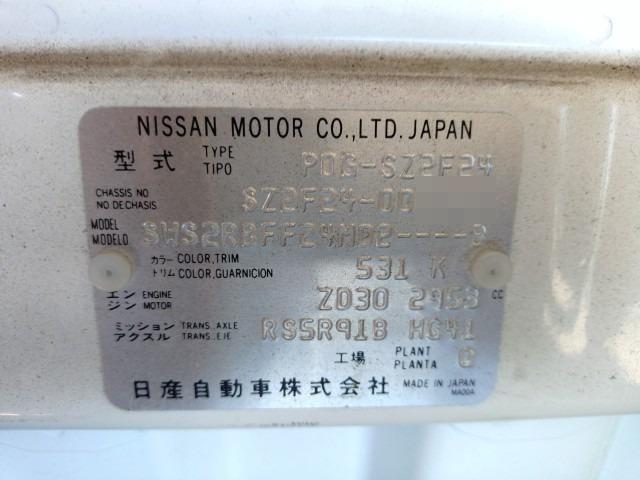 NISSAN MOTOR CO.,LTD. JAPAN
型式 TYPE TIPO PDG-SZ2F24
CHASSIS NO NO DE CHASIS SZ2F24-00
MODEL MODELO
カラー COLOR,TRIM トリム COLOR,GUARNICION 531 K
エンジン ENGINE MOTOR ZD30 2953 CC
ミッション TRANS.AXLE アクスル TRANS.EJE RS5R91B HG41
工場 PLANT PLANTA
日産自動車株式会社 MADE IN JAPAN